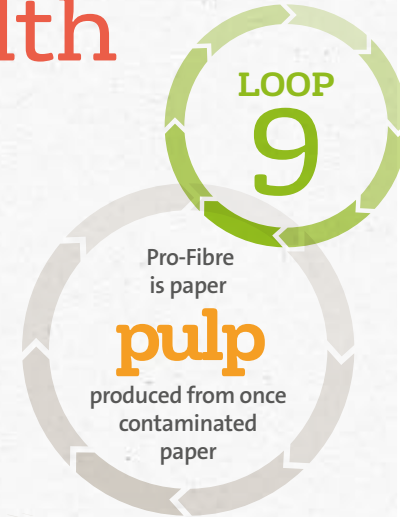 lth
LOOP
9
Pro-Fibre
is paper
pulp
produced from once
contaminated
paper